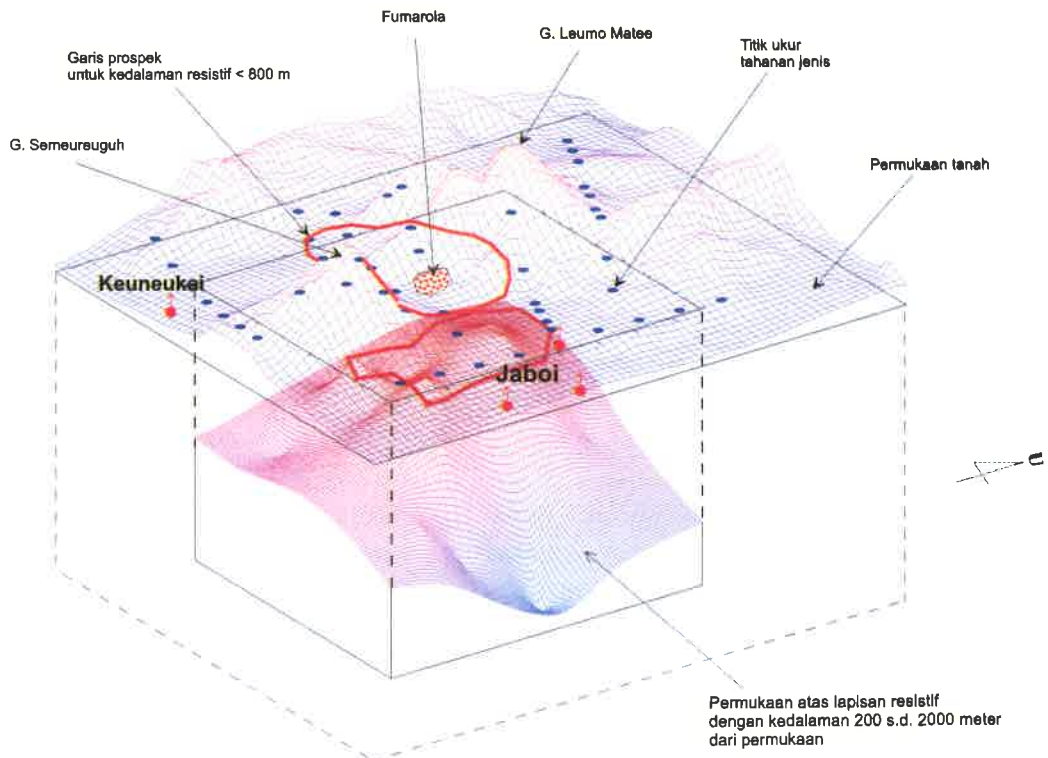 Fumarola
G. Leumo Matee
Garis prospek
untuk kedalaman resistif < 800 m
Titik ukur
tahanan jenis
G. Semeureuguh
Permukaan tanah
Keuneukai
Jaboi
U
Permukaan atas lapisan resistif
dengan kedalaman 200 s.d. 2000 meter
dari permukaan